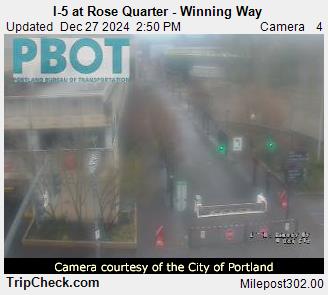 I-5 at Rose Quarter - Winning Way
Updated Dec 27 2024 2:50 PM Camera 4
PBOT
PORTLAND BUREAU OF TRANSPORTATION
Camera courtesy of the City of Portland
TripCheck.com Milepost302.00